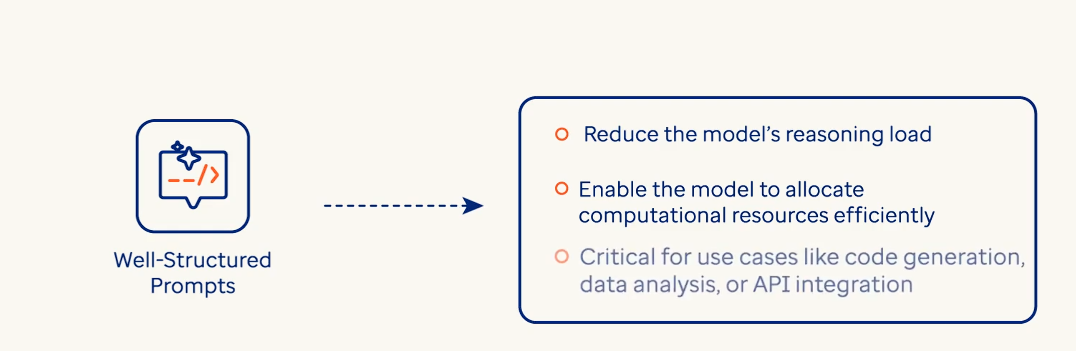 Well-Structured
Prompts
Reduce the model’s reasoning load
Enable the model to allocate
computational resources efficiently
Critical for use cases like code generation,
data analysis, or API integration